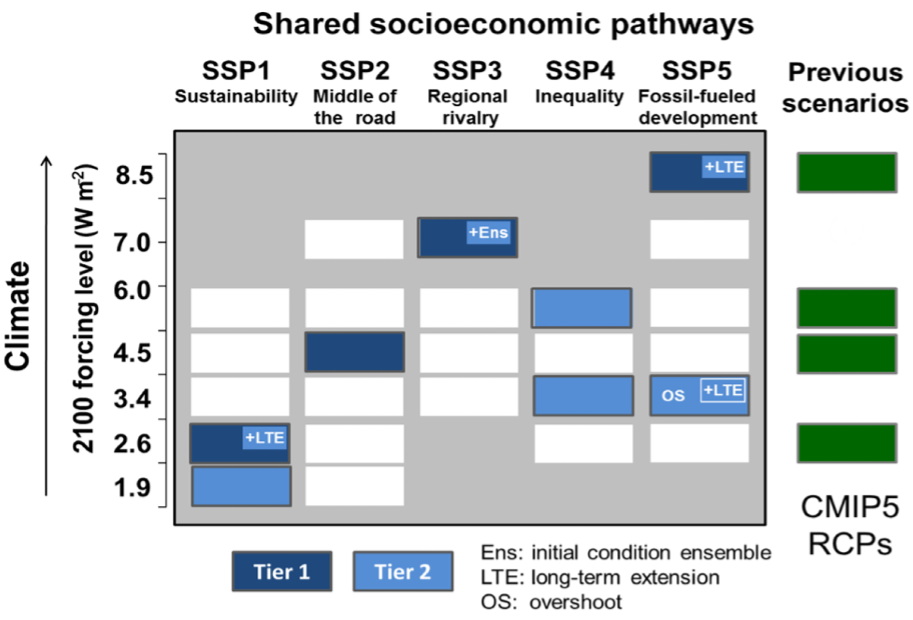 Shared socioeconomic pathways
SSP1
Sustainability
SSP2
Middle of
the road
SSP3
Regional
rivalry
SSP4
Inequality
SSP5
Fossil-fueled
development
Previous
scenarios
Climate
2100 forcing level (W m-2)
8.5
+LTE
7.0
+Ens
6.0
4.5
3.4
OS
+LTE
2.6
+LTE
1.9
CMIP5
RCPs
Tier 1
Tier 2
Ens: initial condition ensemble
LTE: long-term extension
OS: overshoot